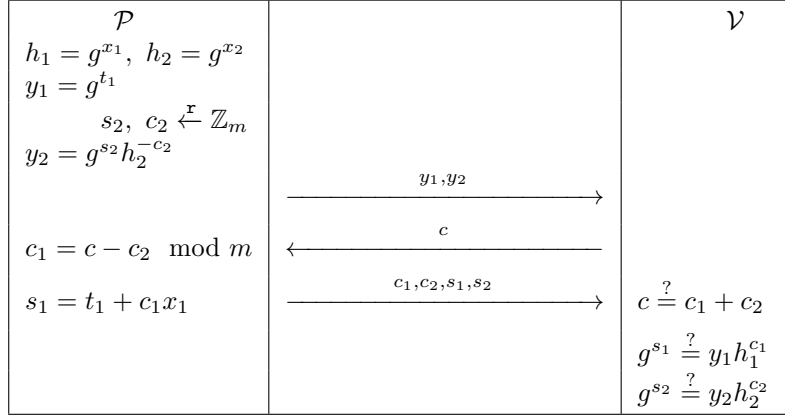 𝒫 𝒱
h₁ = g^{x₁}, h₂ = g^{x₂}
y₁ = g^{t₁}
s₂, c₂ ←^{r} ℤ_m
y₂ = g^{s₂}h₂^{−c₂}
y₁,y₂
c₁ = c − c₂ mod m c
s₁ = t₁ + c₁x₁ c₁,c₂,s₁,s₂ c ≟ c₁ + c₂
g^{s₁} ≟ y₁h₁^{c₁}
g^{s₂} ≟ y₂h₂^{c₂}